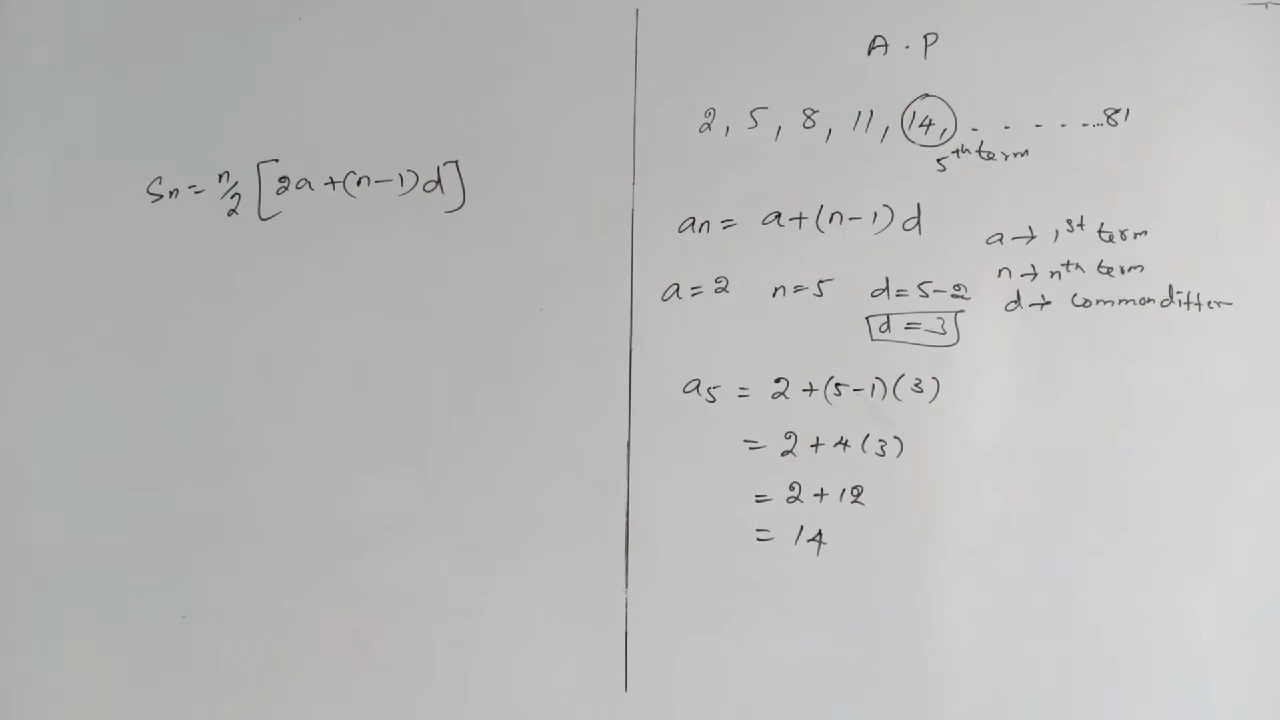 Sn = n/2 [2a + (n-1) d]
A.P
2, 5, 8, 11, 14, . . . . ....81
5th term
an = a+(n-1) d
a → 1st term
n → nth term
a = 2 n = 5 d = 5-2
d → common differ
d = 3
a5 = 2 + (5-1) (3)
= 2 + 4 (3)
= 2 + 12
= 14